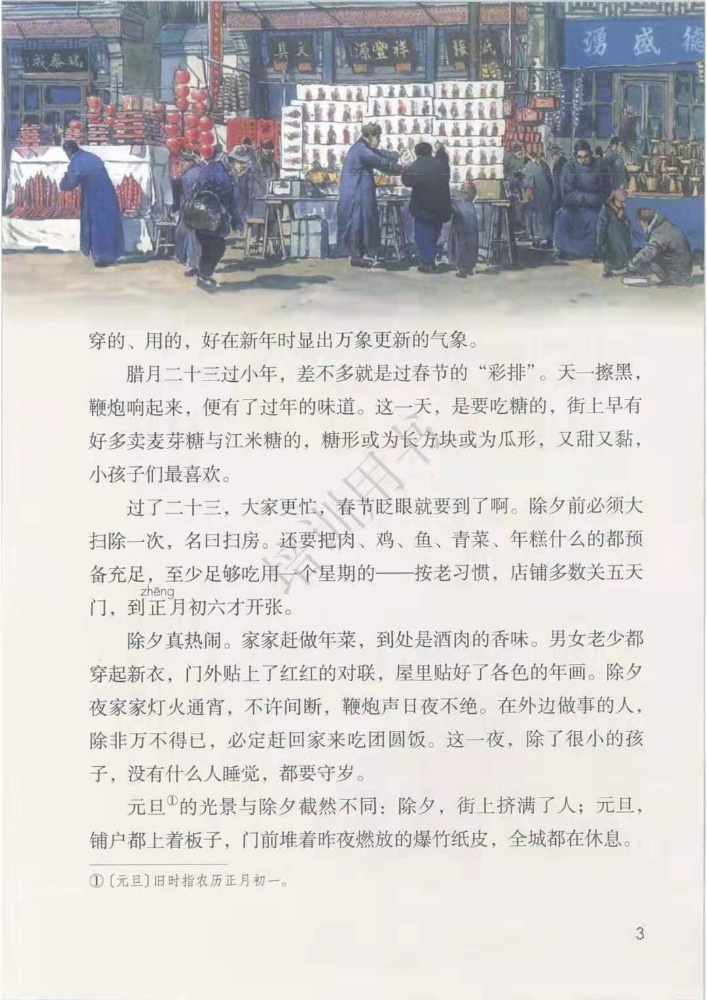 成泰瑞
具文
源豐祥
張氏
湧盛德
穿的、用的，好在新年时显出万象更新的气象。
腊月二十三过小年，差不多就是过春节的“彩排”。天一擦黑，
鞭炮响起来，便有了过年的味道。这一天，是要吃糖的，街上早有
好多卖麦芽糖与江米糖的，糖形或为长方块或为瓜形，又甜又黏，
小孩子们最喜欢。
过了二十三，大家更忙，春节眨眼就要到了啊。除夕前必须大
扫除一次，名曰扫房。还要把肉、鸡、鱼、青菜、年糕什么的都预
备充足，至少足够吃用一个星期的——按老习惯，店铺多数关五天
zhēng
门，到正月初六才开张。
除夕真热闹。家家赶做年菜，到处是酒肉的香味。男女老少都
穿起新衣，门外贴上了红红的对联，屋里贴好了各色的年画。除夕
夜家家灯火通宵，不许间断，鞭炮声日夜不绝。在外边做事的人，
除非万不得已，必定赶回家来吃团圆饭。这一夜，除了很小的孩
子，没有什么人睡觉，都要守岁。
元旦①的光景与除夕截然不同：除夕，街上挤满了人；元旦，
铺户都上着板子，门前堆着昨夜燃放的爆竹纸皮，全城都在休息。
①〔元旦〕旧时指农历正月初一。
3
培训用书